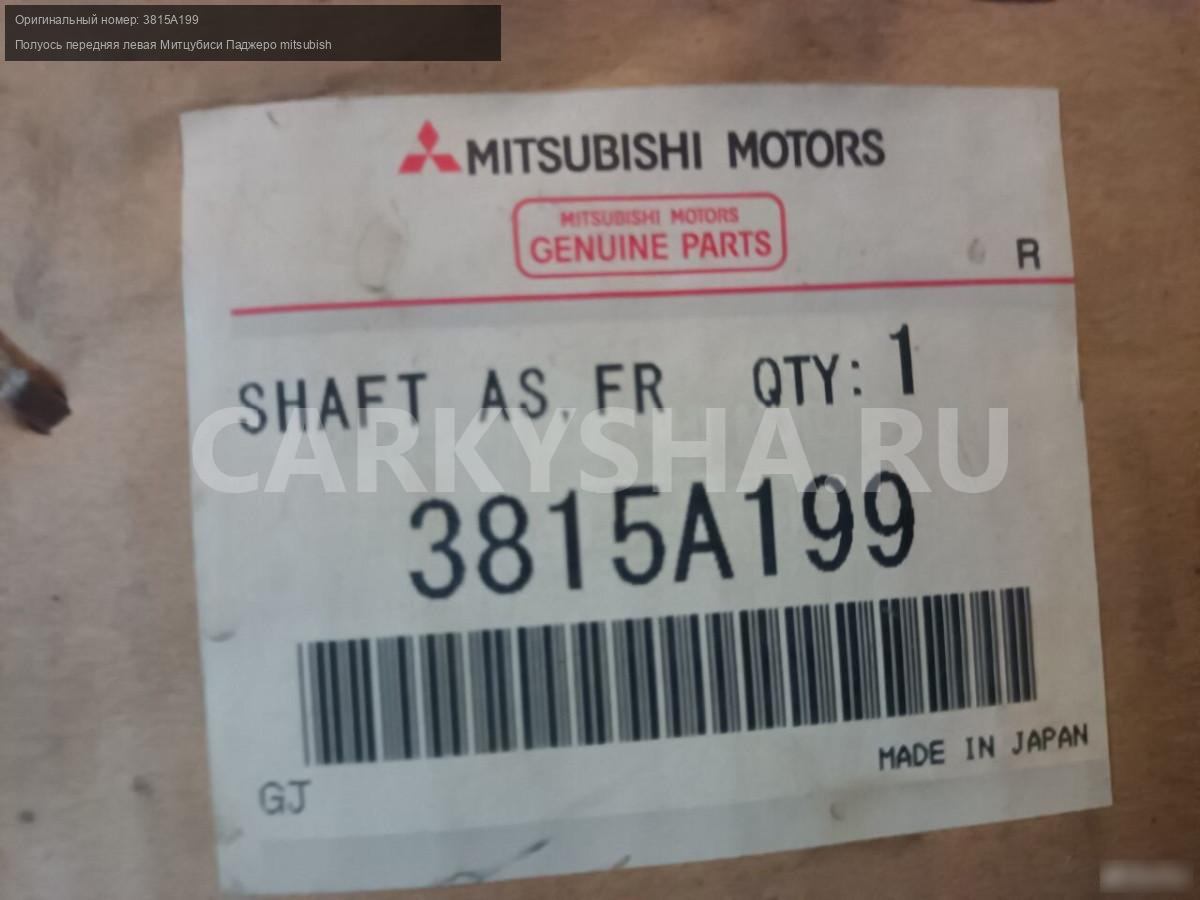 Оригинальный номер: 3815A199
Полуось передняя левая Митцубиси Паджеро mitsubish
MITSUBISHI MOTORS
MITSUBISHI MOTORS
GENUINE PARTS
R
SHAFT AS,FR QTY: 1
CARKYSHA.RU
3815A199
MADE IN JAPAN
GJ